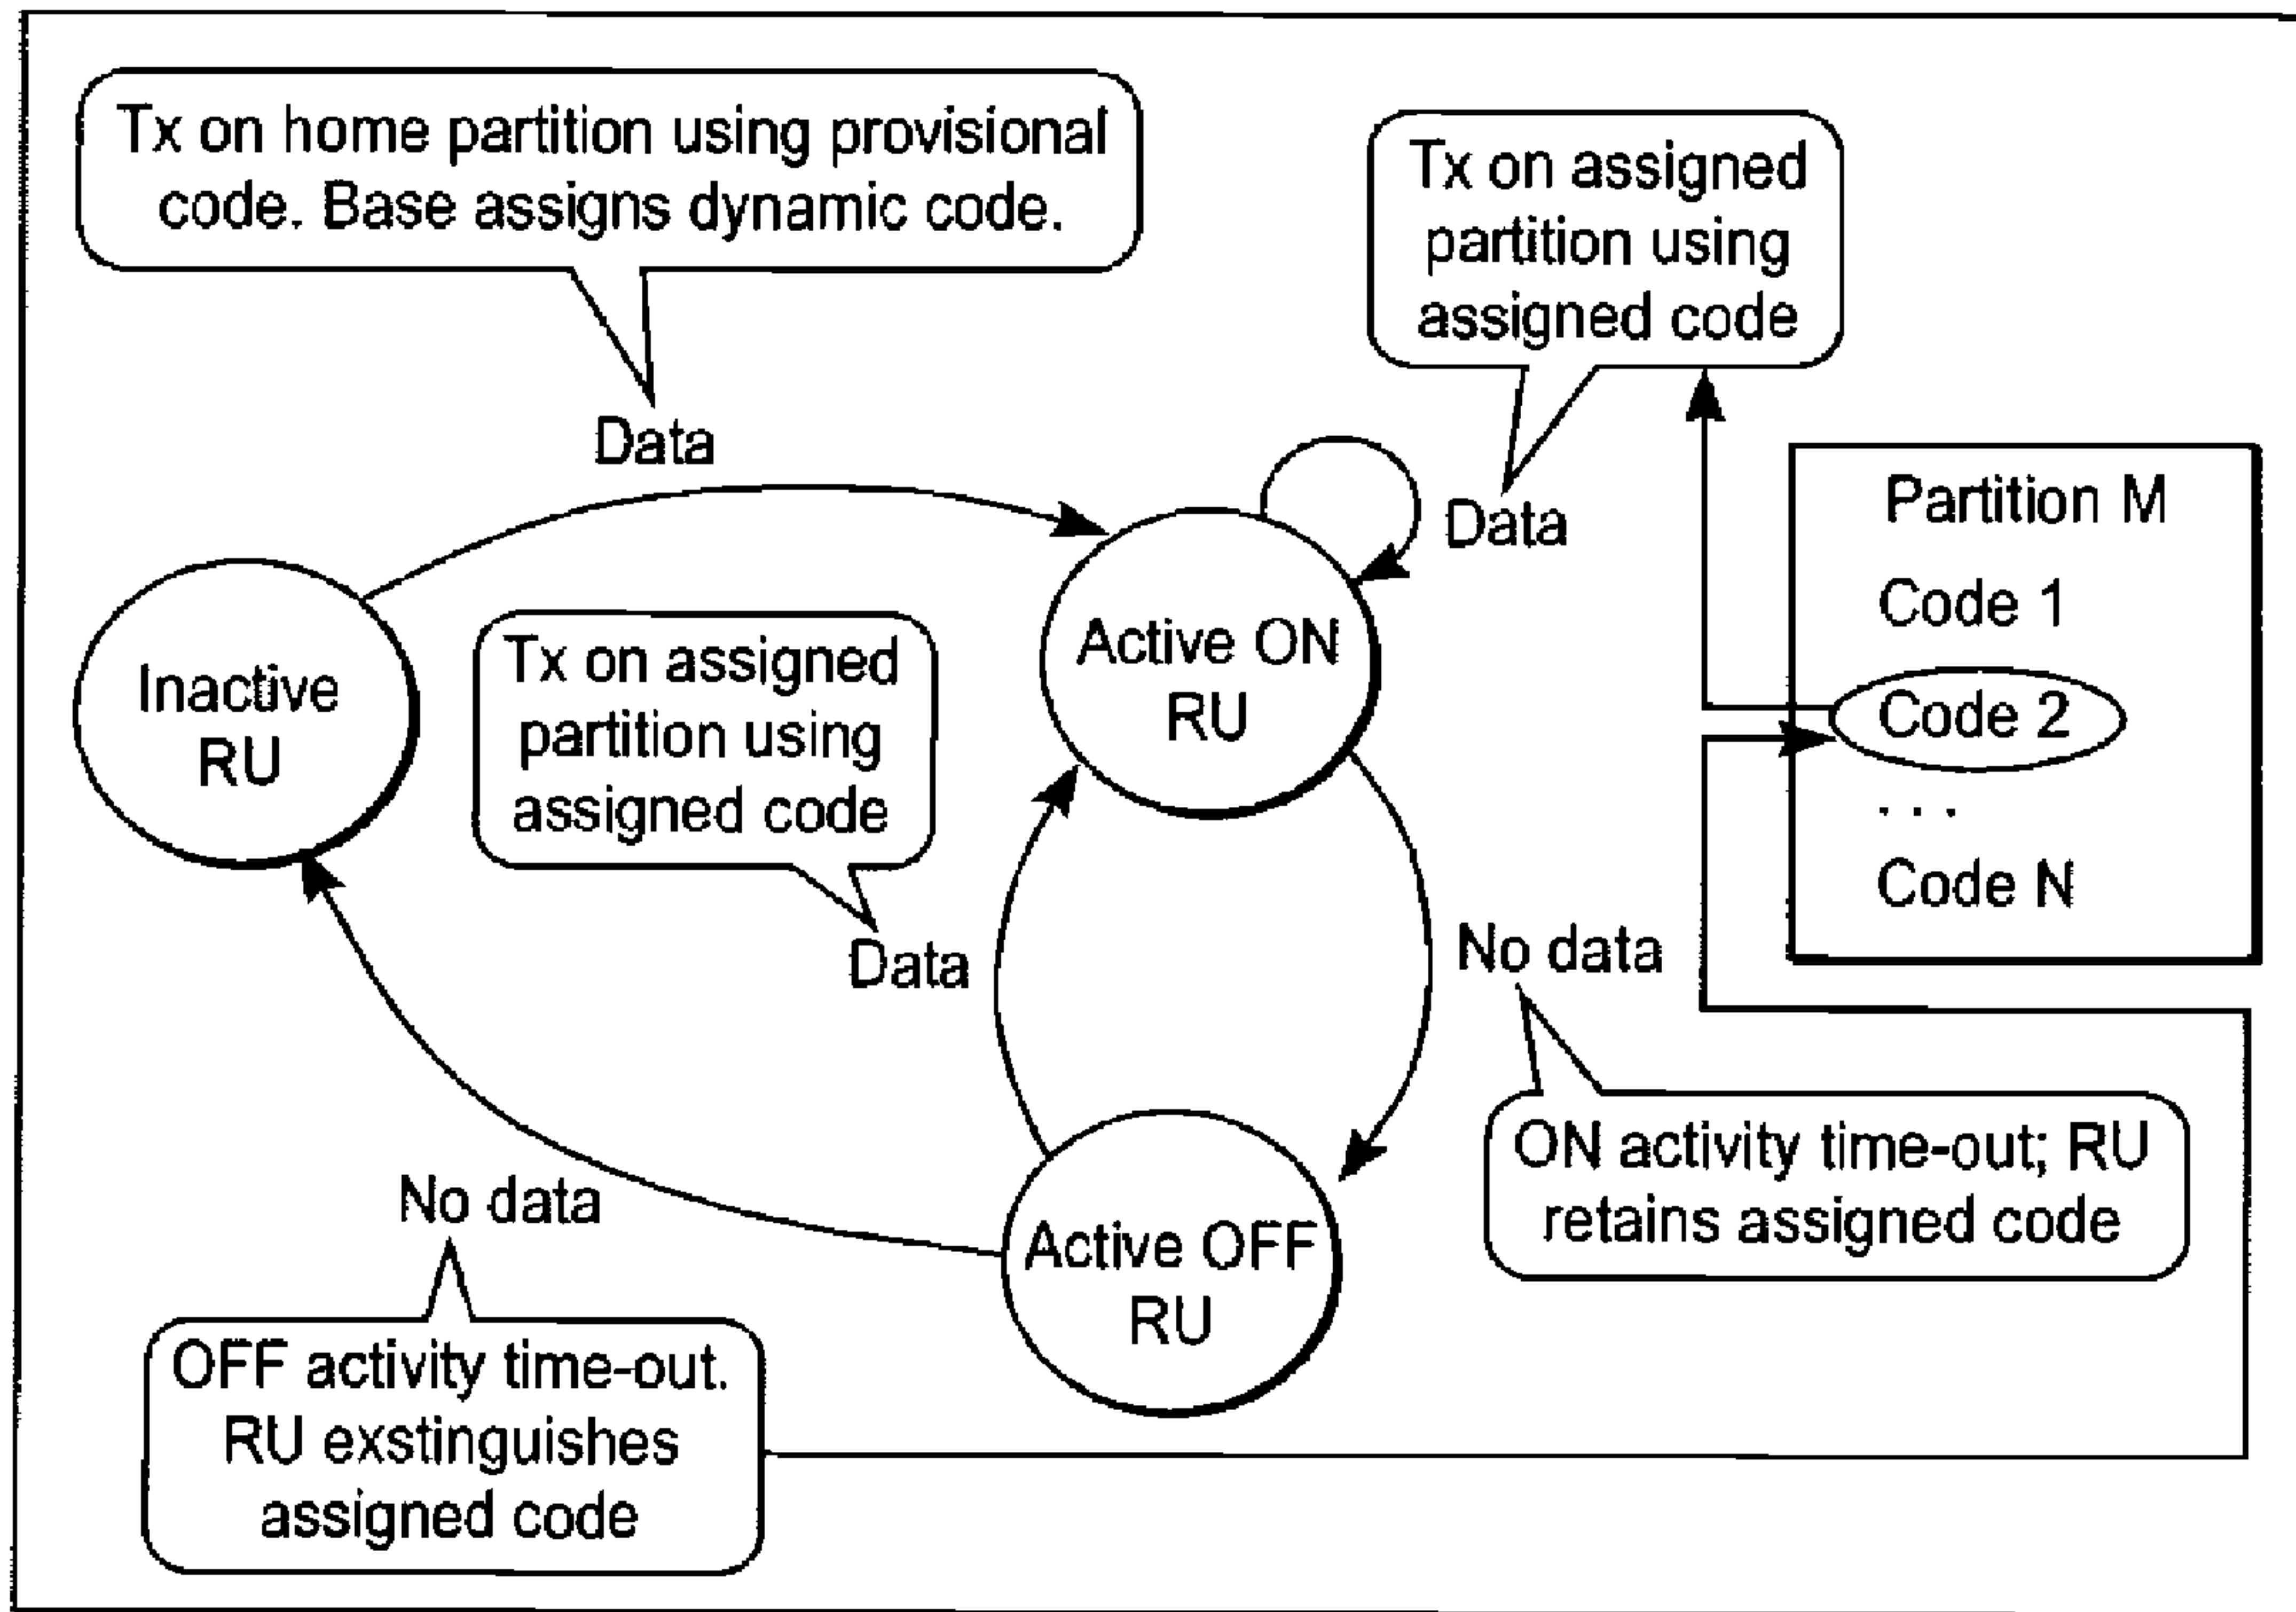 Tx on home partition using provisional
code. Base assigns dynamic code.
Data
Tx on assigned
partition using
assigned code
Data
Partition M
Code 1
Code 2
. . .
Code N
Inactive
RU
Tx on assigned
partition using
assigned code
Data
Active ON
RU
No data
ON activity time-out; RU
retains assigned code
Active OFF
RU
No data
OFF activity time-out.
RU exstinguishes
assigned code